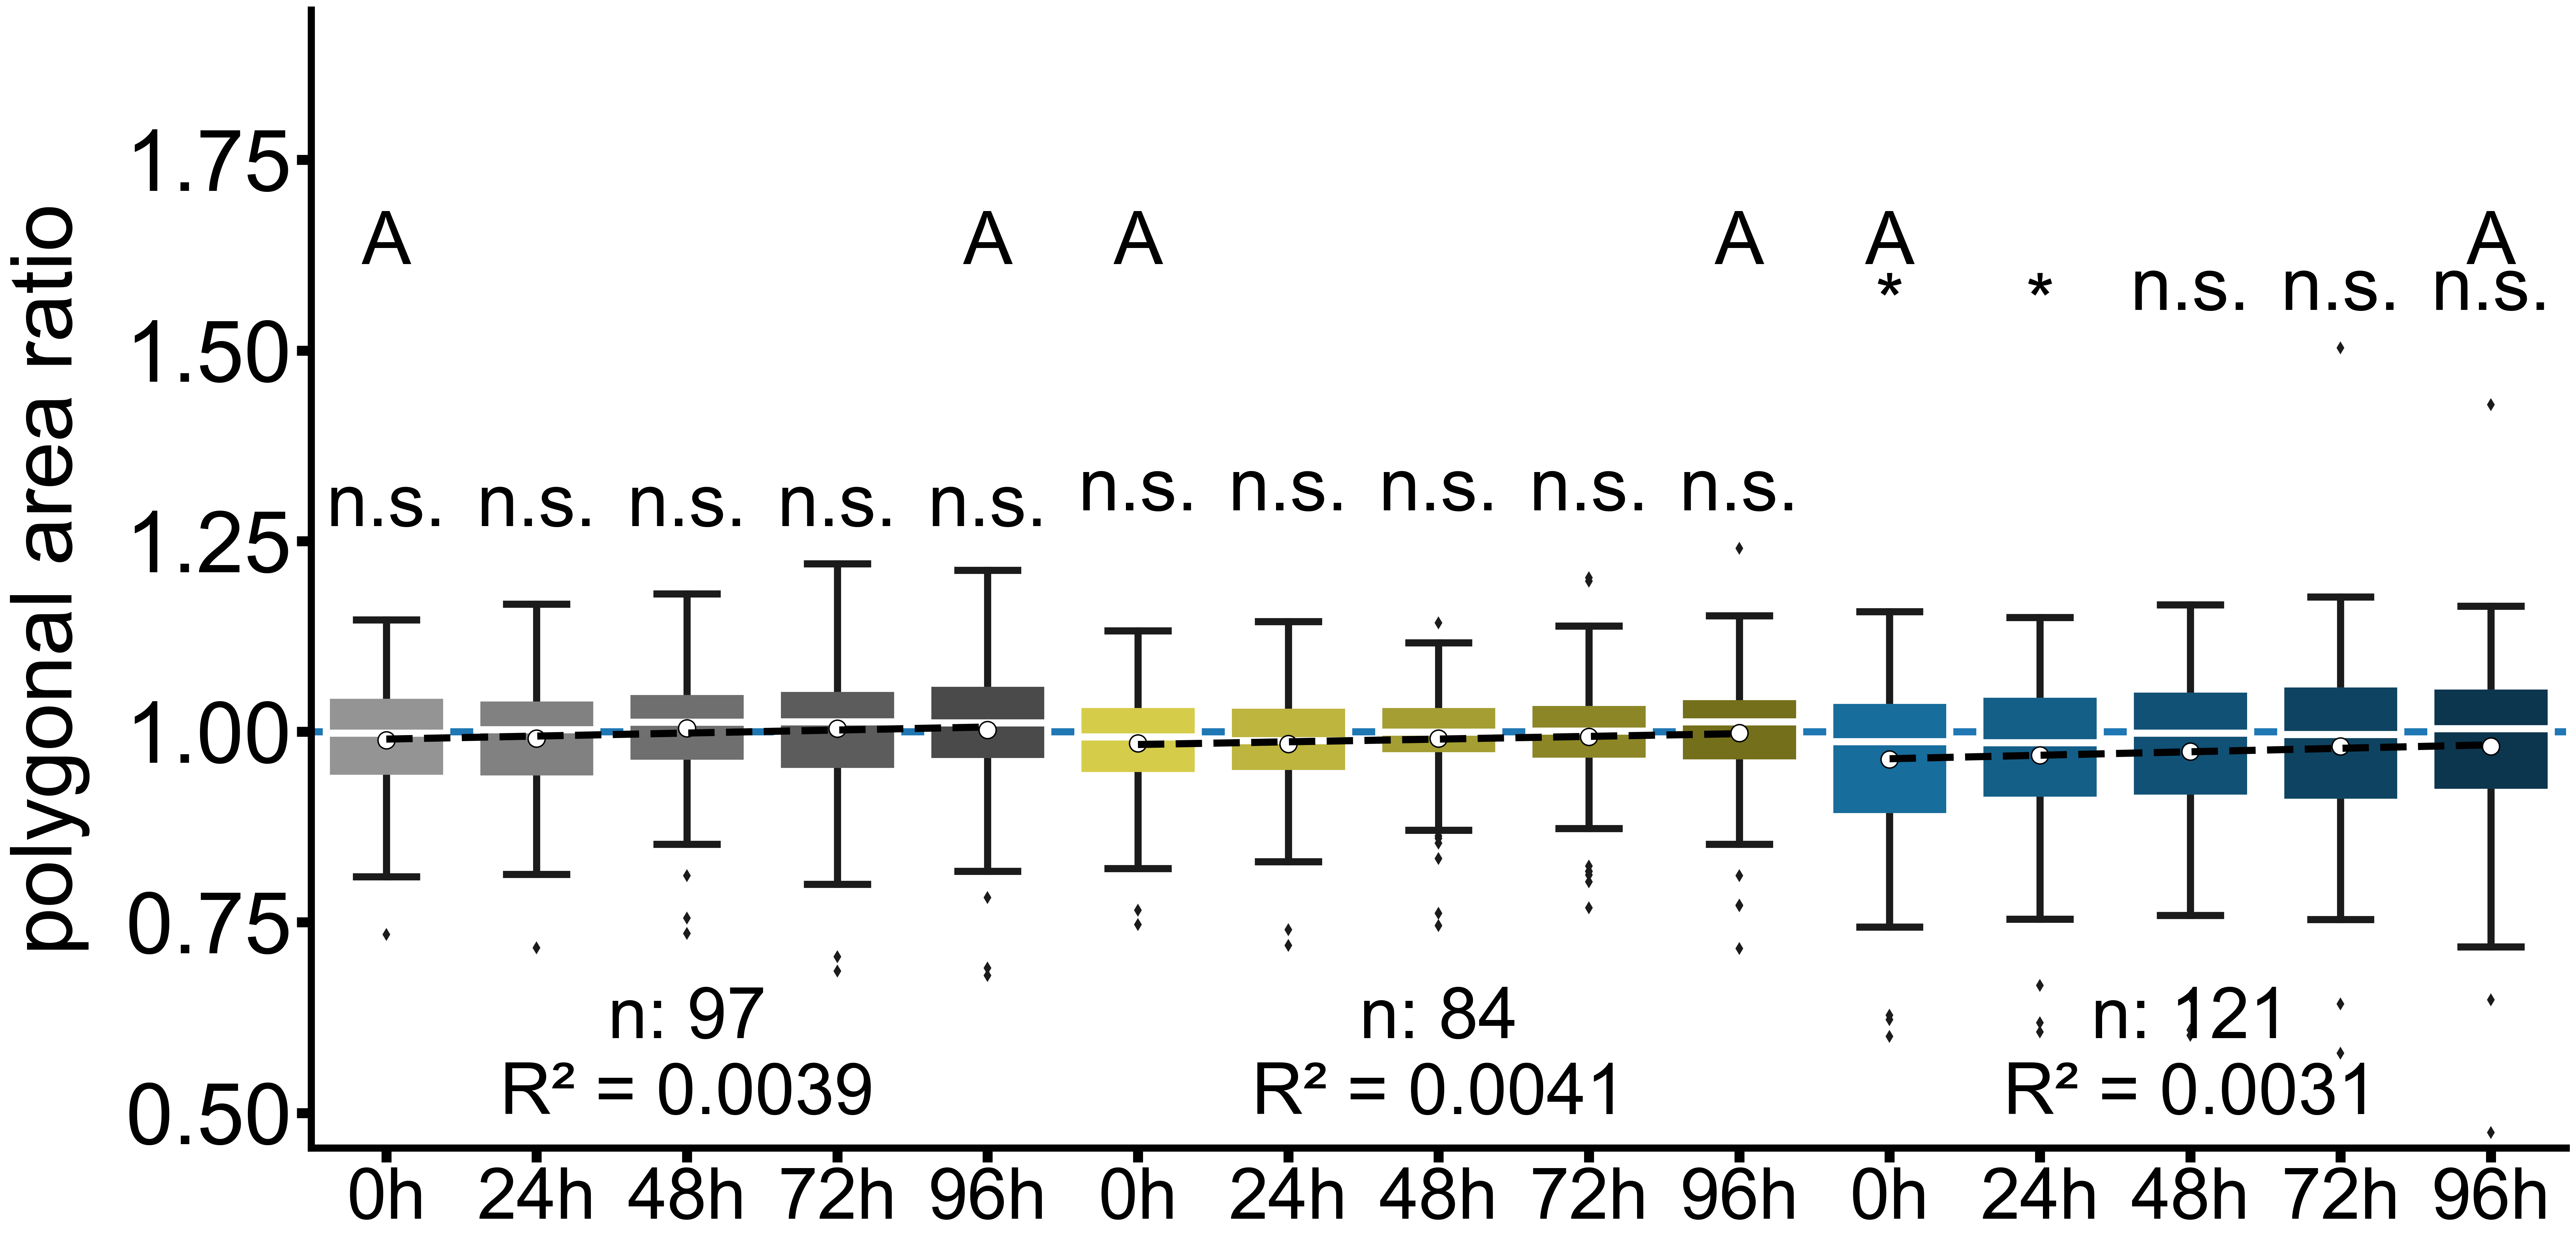 polygonal area ratio
1.75
1.50
1.25
1.00
0.75
0.50
A A A A A A
* * n.s. n.s. n.s.
n.s. n.s. n.s. n.s. n.s.
n.s. n.s. n.s. n.s. n.s.
n: 97 n: 84 n: 121
R² = 0.0039 R² = 0.0041 R² = 0.0031
0h 24h 48h 72h 96h 0h 24h 48h 72h 96h 0h 24h 48h 72h 96h